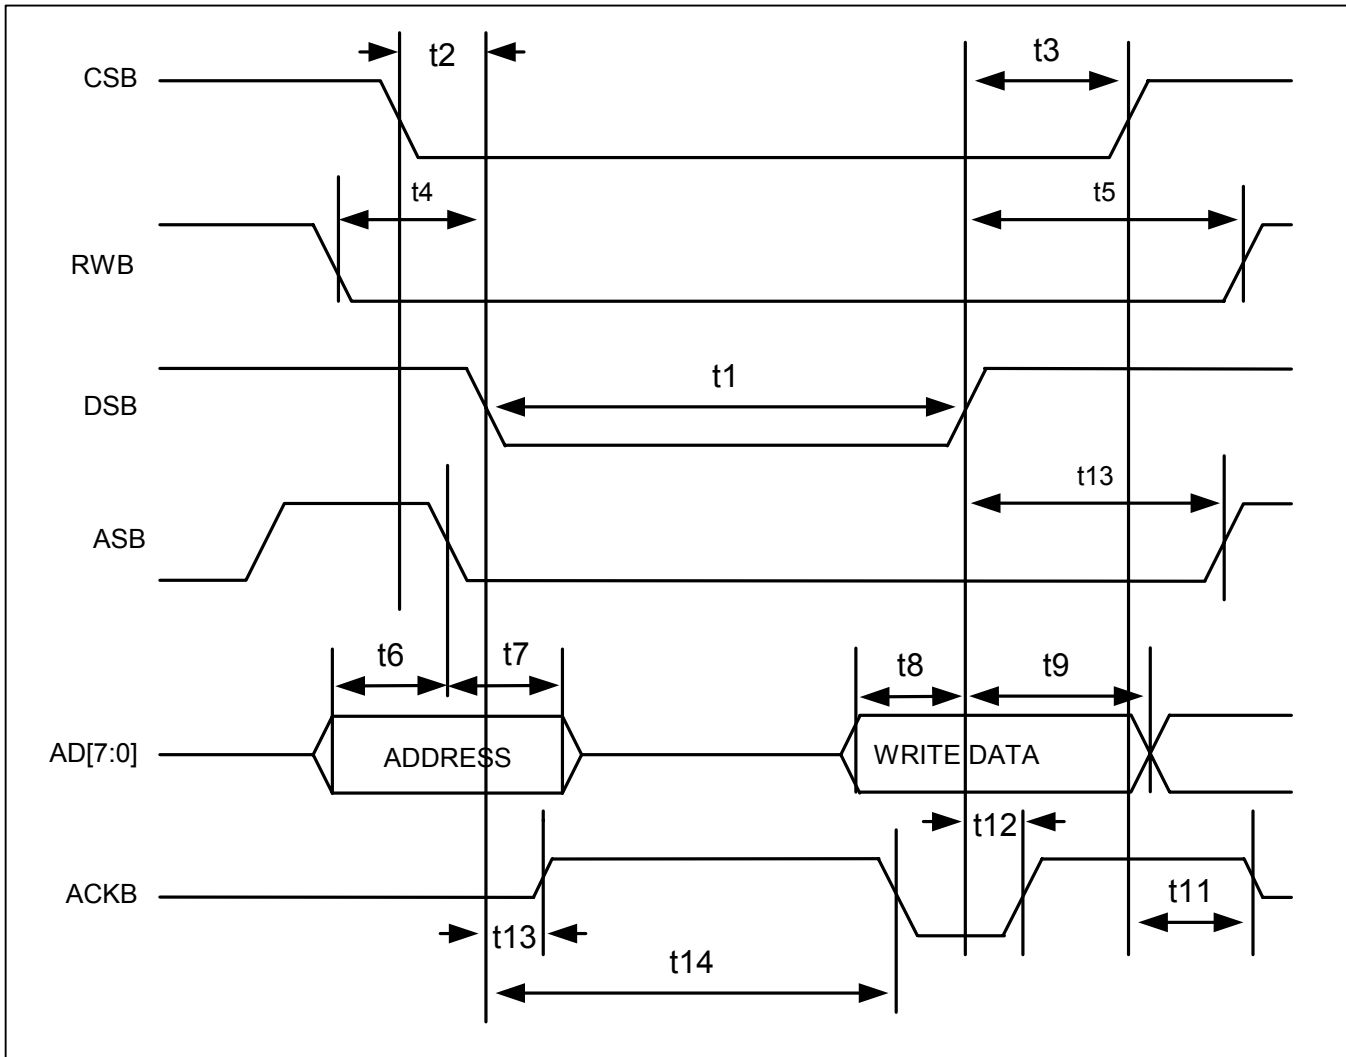 t2
t3
CSB
t4
t5
RWB
t1
DSB
t13
ASB
t6
t7
t8
t9
AD[7:0]
ADDRESS
WRITE DATA
t12
ACKB
t11
t13
t14